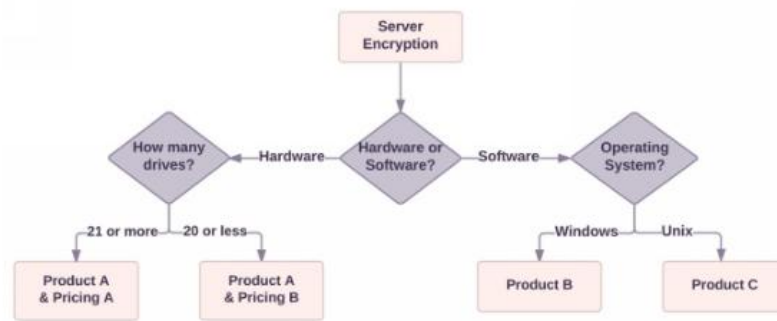 Server
Encryption
How many
drives?
Hardware
Hardware or
Software?
Software
Operating
System?
21 or more
20 or less
Windows
Unix
Product A
& Pricing A
Product A
& Pricing B
Product B
Product C